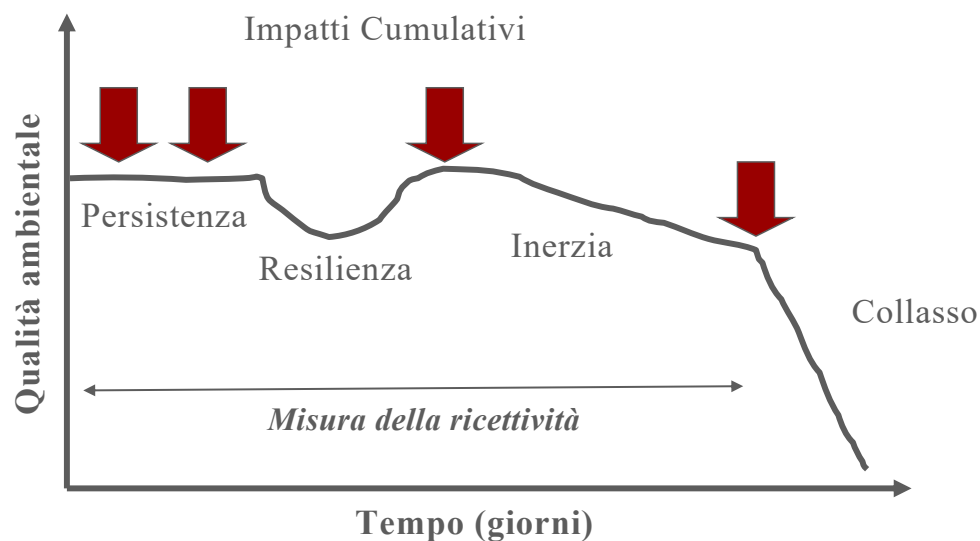 Impatti Cumulativi
Qualità ambientale
Persistenza
Resilienza
Inerzia
Collasso
Misura della ricettività
Tempo (giorni)